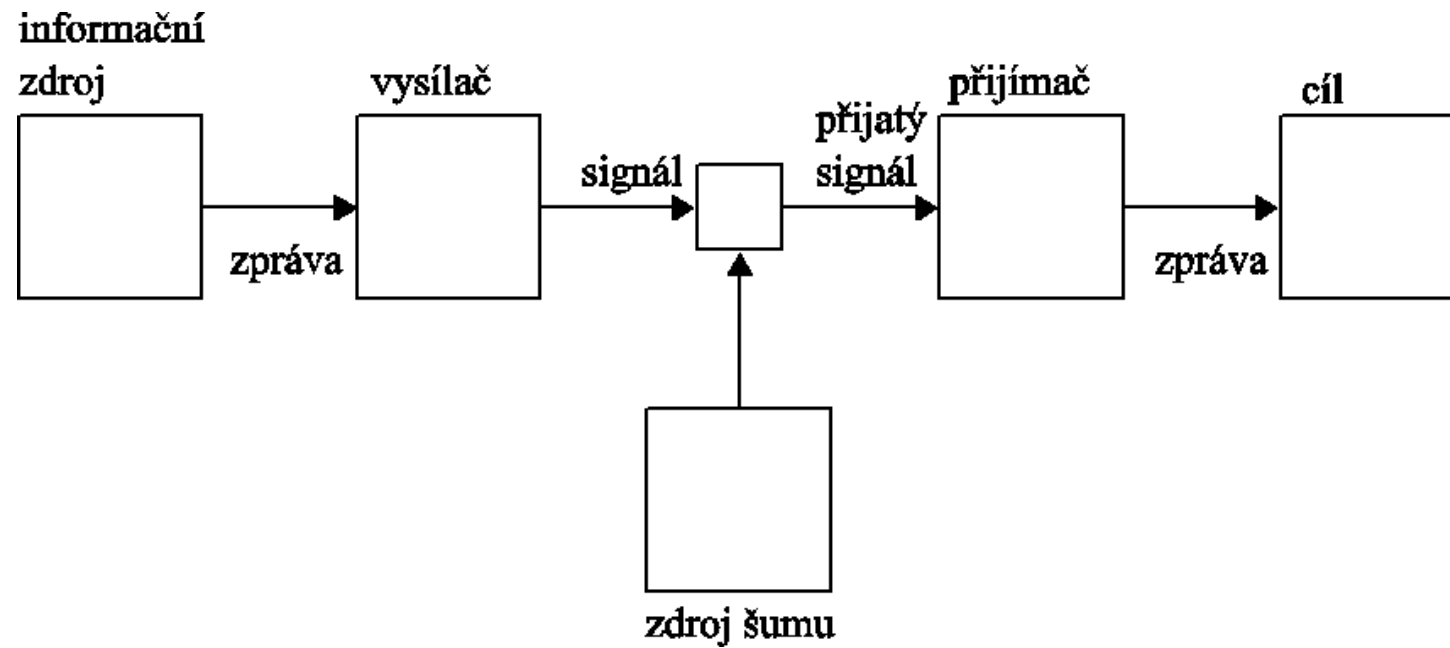 informační
zdroj
vysílač
přijímač
cíl
zpráva
signál
přijatý
signál
zpráva
zdroj šumu